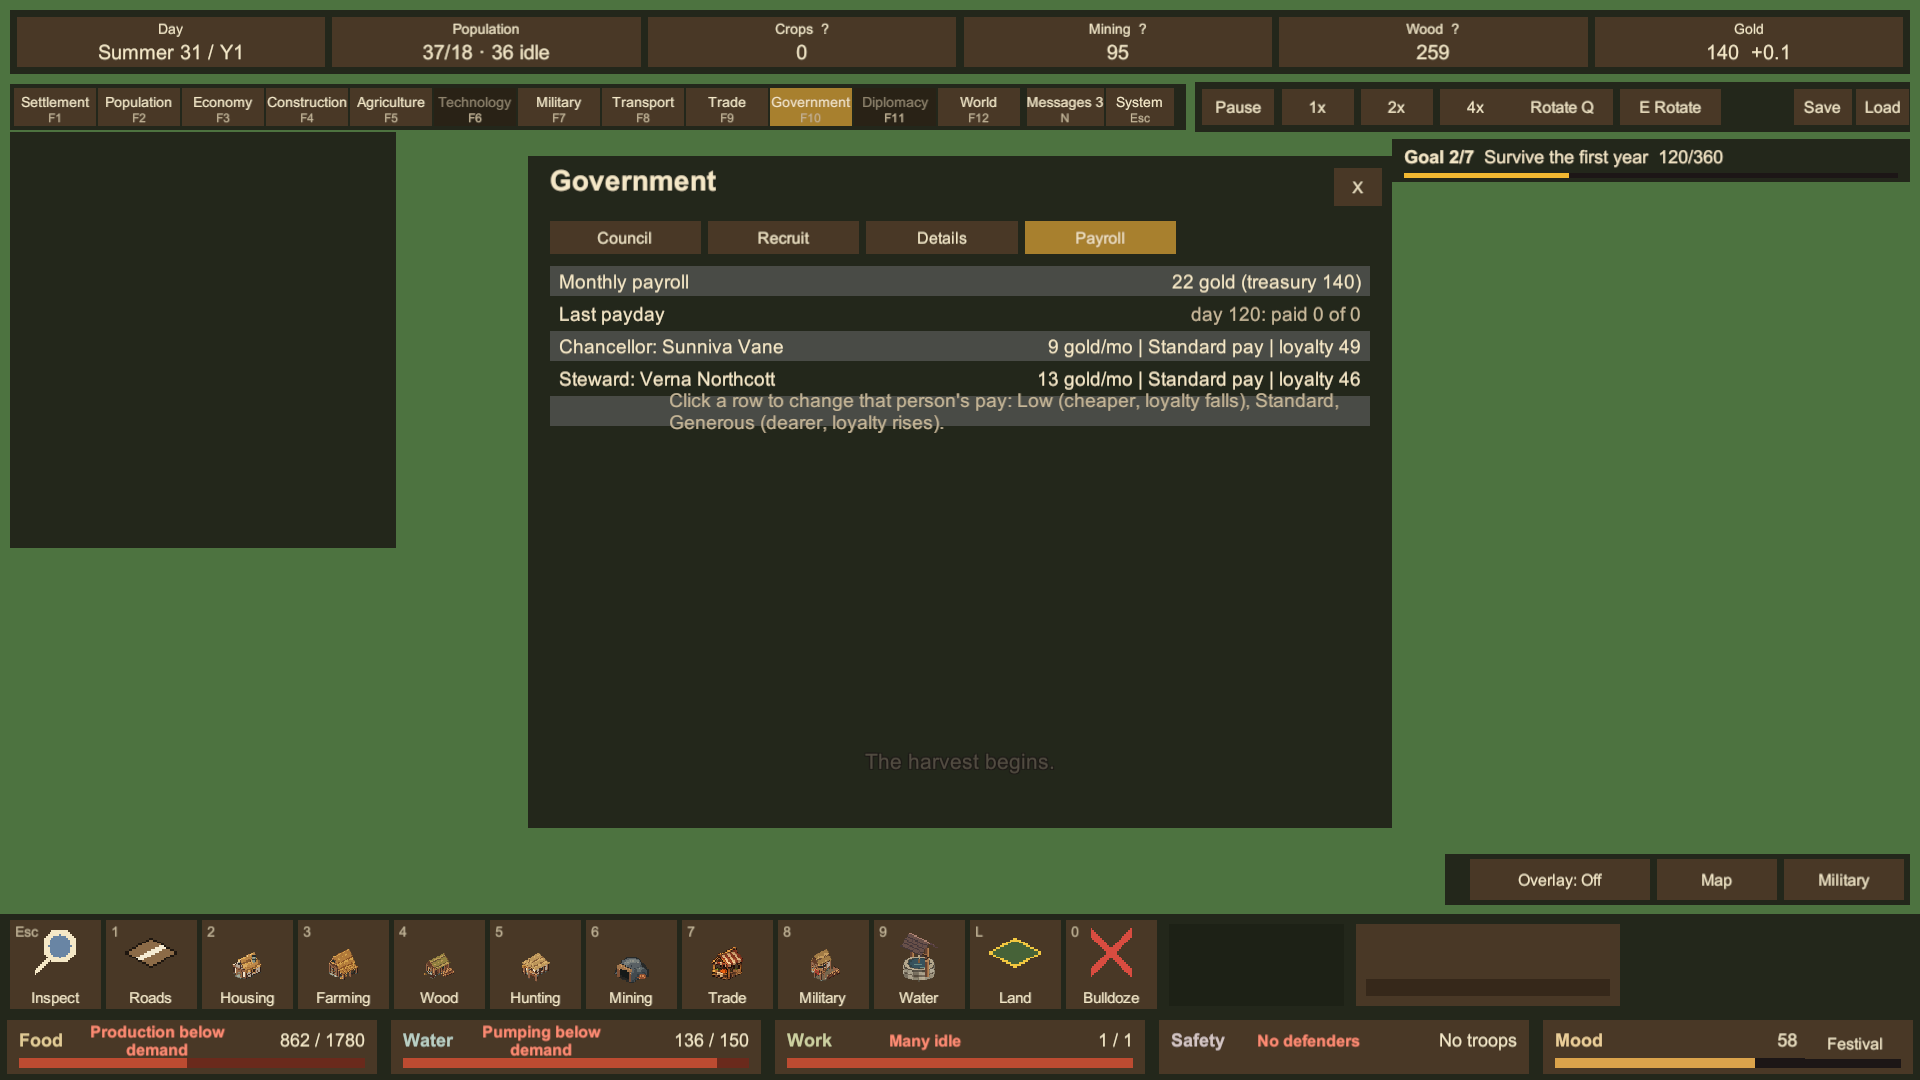 Day
Summer 31 / Y1
Population
37/18 · 36 idle
Crops ?
0
Mining ?
95
Wood ?
259
Gold
140 +0.1
Settlement
F1
Population
F2
Economy
F3
Construction
F4
Agriculture
F5
Technology
F6
Military
F7
Transport
F8
Trade
F9
Government
F10
Diplomacy
F11
World
F12
Messages 3
N
System
Esc
Pause
1x
2x
4x
Rotate Q
E Rotate
Save
Load
Goal 2/7 Survive the first year 120/360
Government
X
Council
Recruit
Details
Payroll
Monthly payroll
22 gold (treasury 140)
Last payday
day 120: paid 0 of 0
Chancellor: Sunniva Vane
9 gold/mo | Standard pay | loyalty 49
Steward: Verna Northcott
13 gold/mo | Standard pay | loyalty 46
Click a row to change that person's pay: Low (cheaper, loyalty falls), Standard,
Generous (dearer, loyalty rises).
The harvest begins.
Overlay: Off
Map
Military
Esc
Inspect
1
Roads
2
Housing
3
Farming
4
Wood
5
Hunting
6
Mining
7
Trade
8
Military
9
Water
L
Land
0
Bulldoze
Food
Production below
demand
862 / 1780
Water
Pumping below
demand
136 / 150
Work
Many idle
1 / 1
Safety
No defenders
No troops
Mood
58
Festival